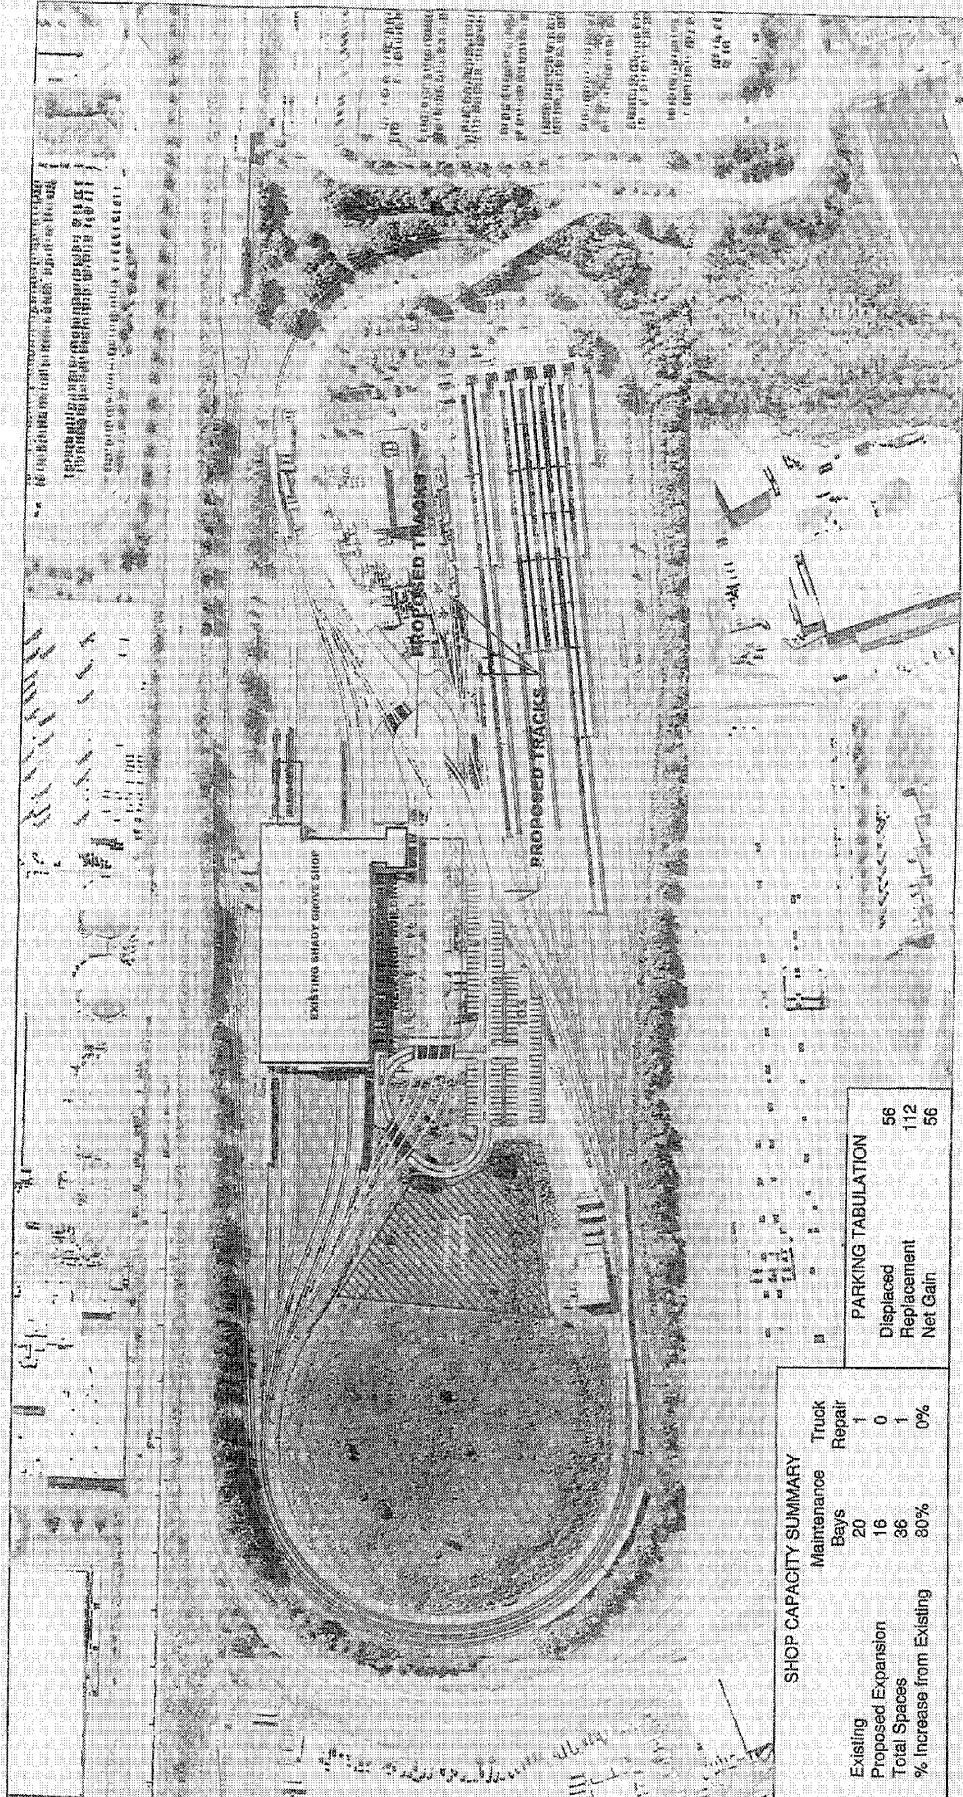 PROPOSED TRACKS
PROPOSED TRACKS
EXISTING SHADY GROVE SHOP
SHOP CAPACITY SUMMARY
Maintenance Truck
Bays Repair
Existing 20 1
Proposed Expansion 16 0
Total Spaces 36 1
% Increase from Existing 80% 0%
PARKING TABULATION
Displaced 56
Replacement 112
Net Gain 56